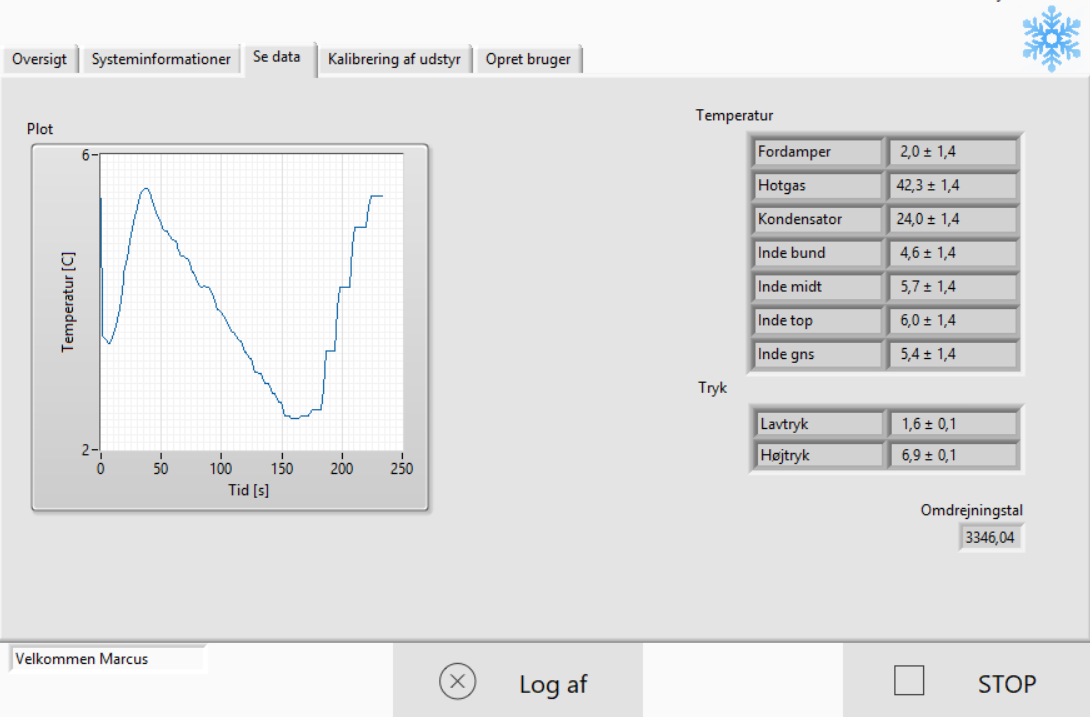 Oversigt
Systeminformationer
Se data
Kalibrering af udstyr
Opret bruger
Plot
Temperatur [C]
6
2
0 50 100 150 200 250
Tid [s]
Temperatur
Fordamper 2,0 ± 1,4
Hotgas 42,3 ± 1,4
Kondensator 24,0 ± 1,4
Inde bund 4,6 ± 1,4
Inde midt 5,7 ± 1,4
Inde top 6,0 ± 1,4
Inde gns 5,4 ± 1,4
Tryk
Lavtryk 1,6 ± 0,1
Højtryk 6,9 ± 0,1
Omdrejningstal
3346,04
Velkommen Marcus
Log af
STOP